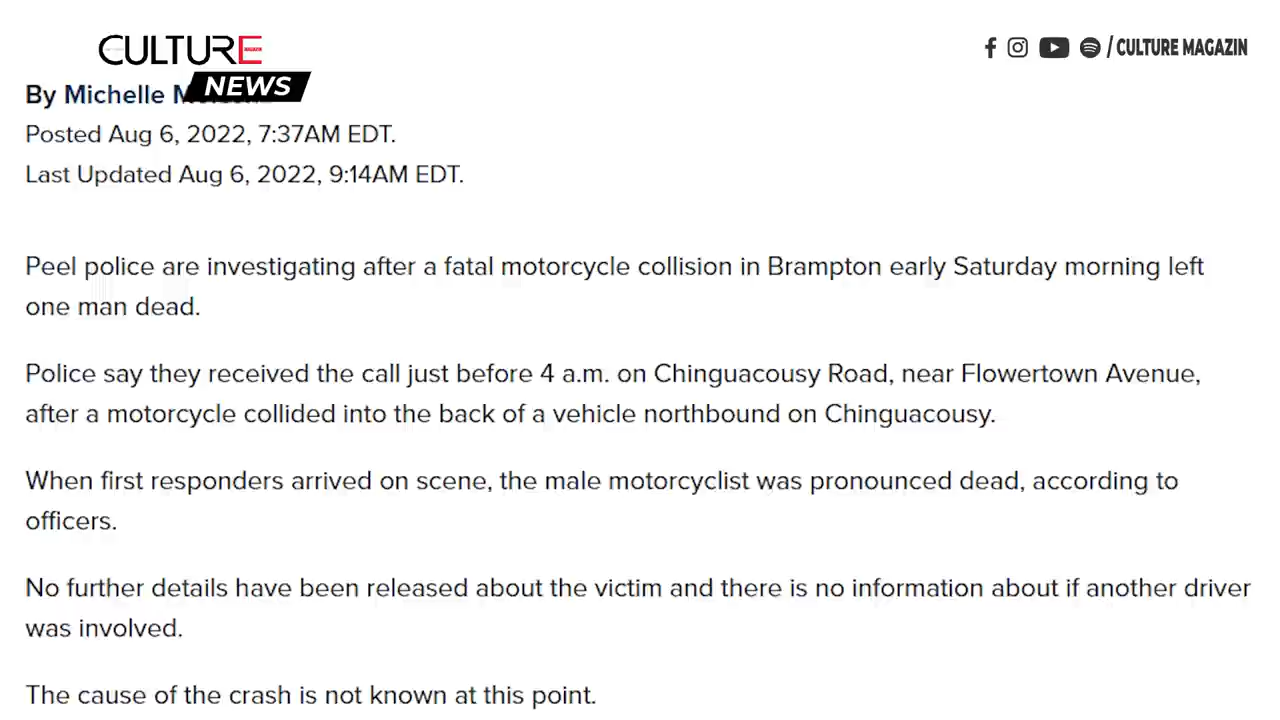 CULTURE
/ CULTURE MAGAZIN
NEWS
By Michelle
Posted Aug 6, 2022, 7:37AM EDT.
Last Updated Aug 6, 2022, 9:14AM EDT.
Peel police are investigating after a fatal motorcycle collision in Brampton early Saturday morning left
one man dead.
Police say they received the call just before 4 a.m. on Chinguacousy Road, near Flowertown Avenue,
after a motorcycle collided into the back of a vehicle northbound on Chinguacousy.
When first responders arrived on scene, the male motorcyclist was pronounced dead, according to
officers.
No further details have been released about the victim and there is no information about if another driver
was involved.
The cause of the crash is not known at this point.